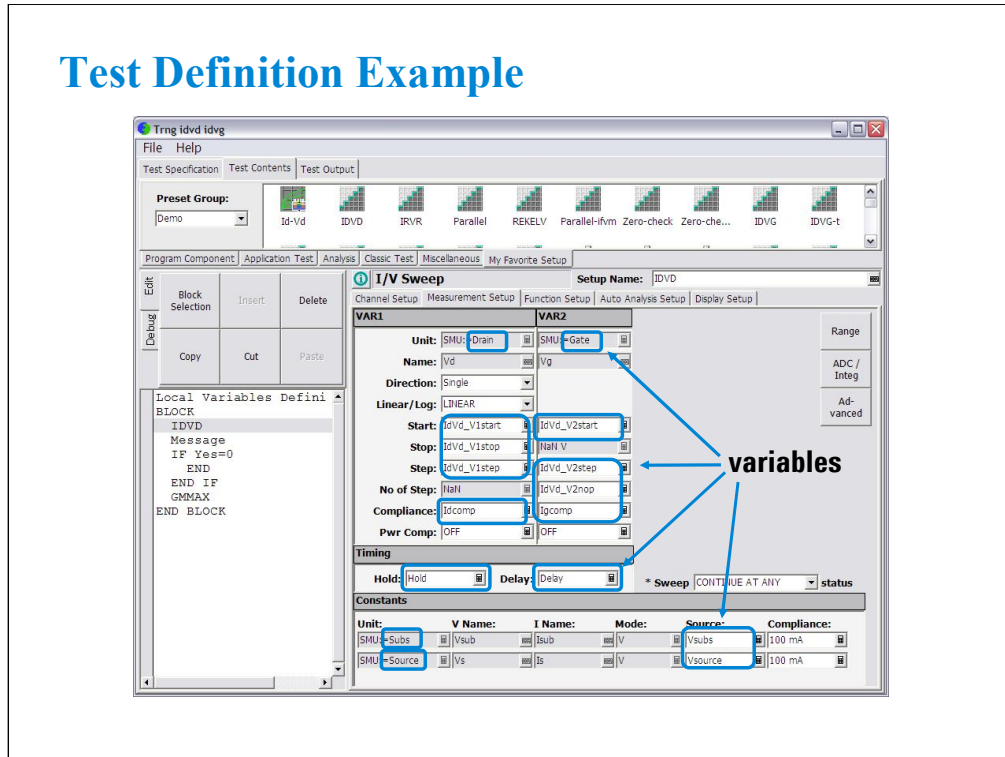 Test Definition Example
Trng idvd idvg
File Help
Test Specification Test Contents Test Output
Preset Group:
Demo
Id-Vd IDVD IRVR Parallel REKELV Parallel-ifvm Zero-check Zero-che... IDVG IDVG-t
Program Component Application Test Analysis Classic Test Miscellaneous My Favorite Setup
Edit
Debug
Block Selection Insert Delete
Copy Cut Paste
Local Variables Defini
BLOCK
IDVD
Message
IF Yes=0
END
END IF
GMMAX
END BLOCK
I/V Sweep Setup Name: IDVD
Channel Setup Measurement Setup Function Setup Auto Analysis Setup Display Setup
VAR1 VAR2
Unit: SMU:=Drain SMU:=Gate
Name: Vd Vg
Direction: Single
Linear/Log: LINEAR
Start: IdVd_V1start IdVd_V2start
Stop: IdVd_V1stop NaN V
Step: IdVd_V1step IdVd_V2step
No of Step: NaN IdVd_V2nop
Compliance: Idcomp Igcomp
Pwr Comp: OFF OFF
Range
ADC / Integ
Ad-
vanced
variables
Timing
Hold: Hold Delay: Delay * Sweep CONTINUE AT ANY status
Constants
Unit: V Name: I Name: Mode: Source: Compliance:
SMU:=Subs Vsub Isub V Vsubs 100 mA
SMU:=Source Vs Is V Vsource 100 mA